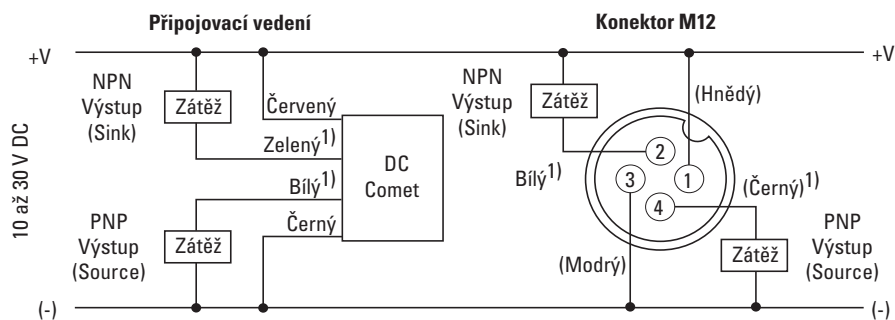 Připojovací vedení
Konektor M12
+V
+V
NPN
Výstup
(Sink)
Zátěž
Červený
Zelený1)
Bílý1)
Černý
DC
Comet
PNP
Výstup
(Source)
Zátěž
10 až 30 V DC
(-)
NPN
Výstup
(Sink)
Zátěž
(Hnědý)
Bílý1)
2
3
1
4
(Černý)1)
(Modrý)
Zátěž
PNP
Výstup
(Source)
(-)